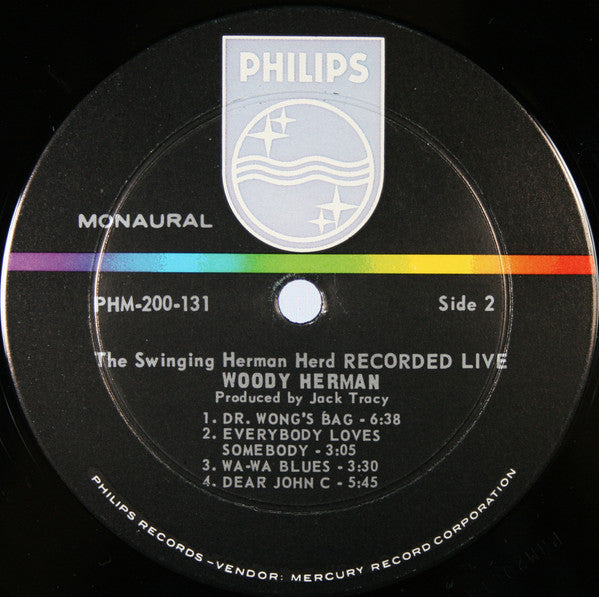 PHILIPS
MONAURAL
PHM-200-131
Side 2
The Swinging Herman Herd RECORDED LIVE
WOODY HERMAN
Produced by Jack Tracy
1. DR. WONG'S BAG - 6:38
2. EVERYBODY LOVES
SOMEBODY - 3:05
3. WA-WA BLUES - 3:30
4. DEAR JOHN C - 5:45
PHILIPS RECORDS - VENDOR: MERCURY RECORD CORPORATION